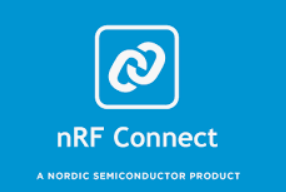 nRF Connect
A NORDIC SEMICONDUCTOR PRODUCT